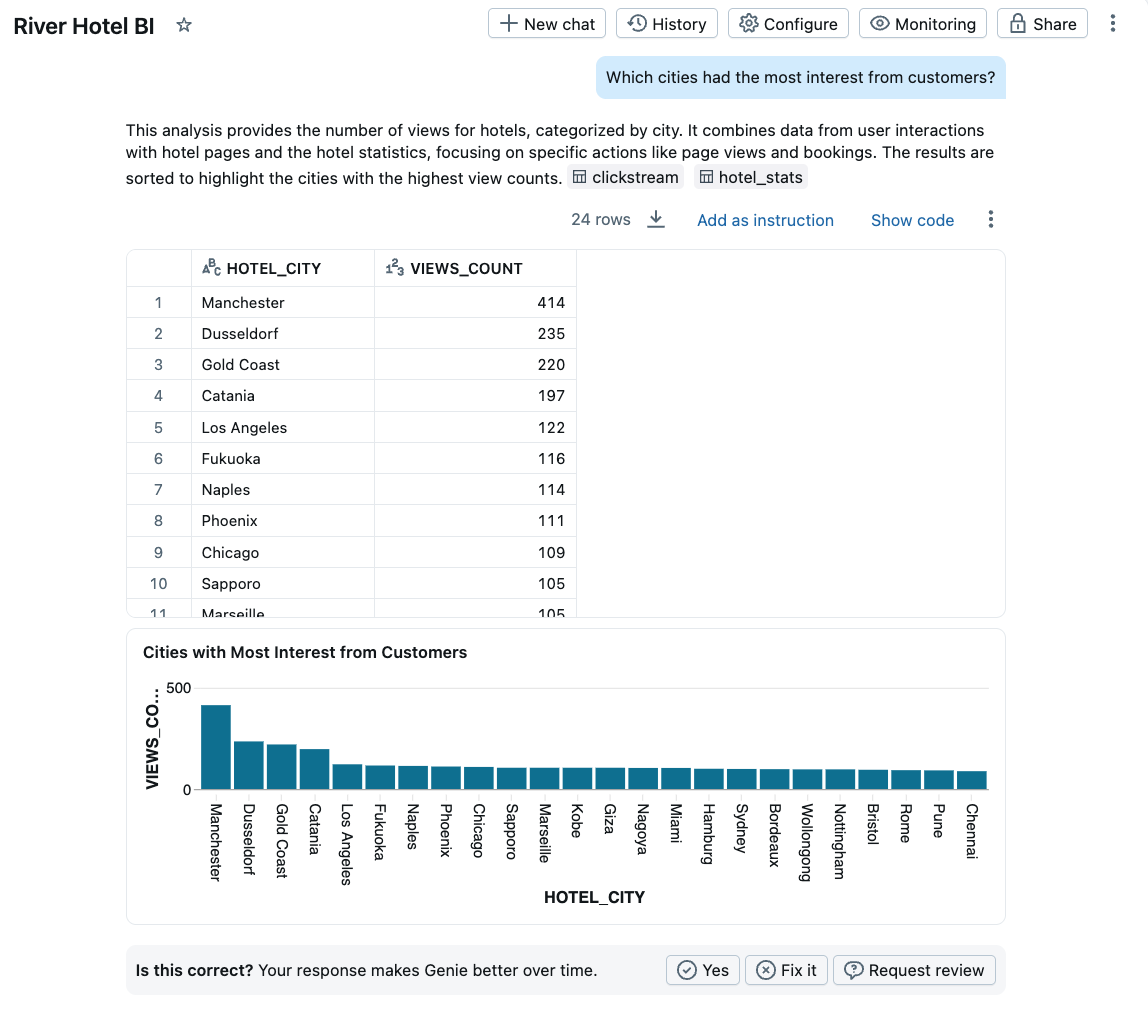 River Hotel BI
New chat
History
Configure
Monitoring
Share
Which cities had the most interest from customers?
This analysis provides the number of views for hotels, categorized by city. It combines data from user interactions
with hotel pages and the hotel statistics, focusing on specific actions like page views and bookings. The results are
sorted to highlight the cities with the highest view counts. clickstream hotel_stats
24 rows Add as instruction Show code
ABC HOTEL_CITY 123 VIEWS_COUNT
1 Manchester 414
2 Dusseldorf 235
3 Gold Coast 220
4 Catania 197
5 Los Angeles 122
6 Fukuoka 116
7 Naples 114
8 Phoenix 111
9 Chicago 109
10 Sapporo 105
11 Marseille 105
Cities with Most Interest from Customers
VIEWS_CO...
500
0
Manchester
Dusseldorf
Gold Coast
Catania
Los Angeles
Fukuoka
Naples
Phoenix
Chicago
Sapporo
Marseille
Kobe
Giza
Nagoya
Miami
Hamburg
Sydney
Bordeaux
Wollongong
Nottingham
Bristol
Rome
Pune
Chennai
HOTEL_CITY
Is this correct? Your response makes Genie better over time.
Yes
Fix it
Request review